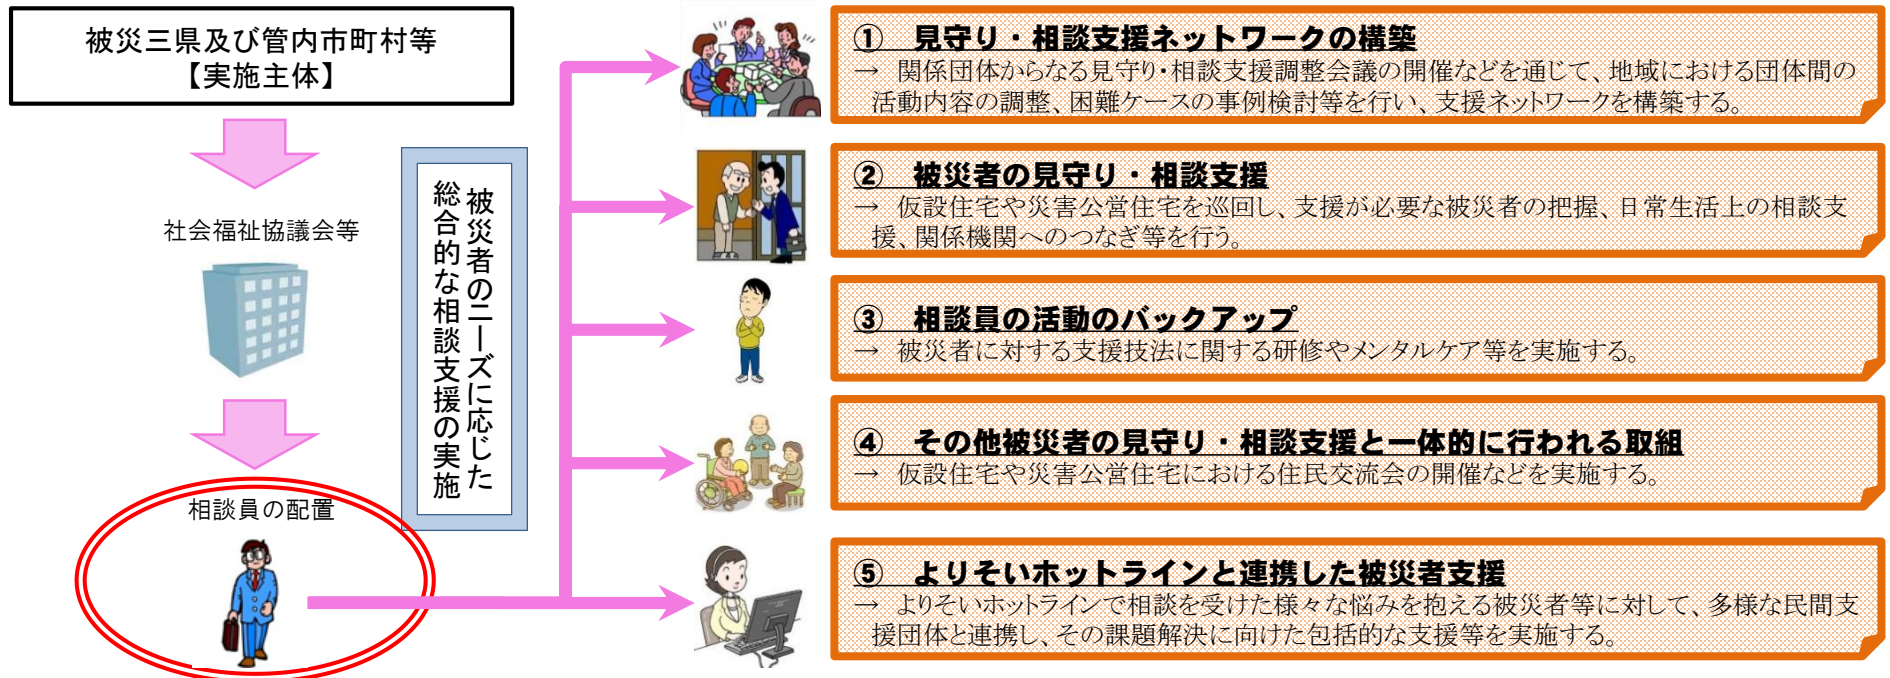 被災三県及び管内市町村等
【実施主体】
社会福祉協議会等
相談員の配置
被災者のニーズに応じた
総合的な相談支援の実施
① 見守り・相談支援ネットワークの構築
→ 関係団体からなる見守り・相談支援調整会議の開催などを通じて、地域における団体間の
活動内容の調整、困難ケースの事例検討等を行い、支援ネットワークを構築する。
② 被災者の見守り・相談支援
→ 仮設住宅や災害公営住宅を巡回し、支援が必要な被災者の把握、日常生活上の相談支
援、関係機関へのつなぎ等を行う。
③ 相談員の活動のバックアップ
→ 被災者に対する支援技法に関する研修やメンタルケア等を実施する。
④ その他被災者の見守り・相談支援と一体的に行われる取組
→ 仮設住宅や災害公営住宅における住民交流会の開催などを実施する。
⑤ よりそいホットラインと連携した被災者支援
→ よりそいホットラインで相談を受けた様々な悩みを抱える被災者等に対して、多様な民間支
援団体と連携し、その課題解決に向けた包括的な支援等を実施する。